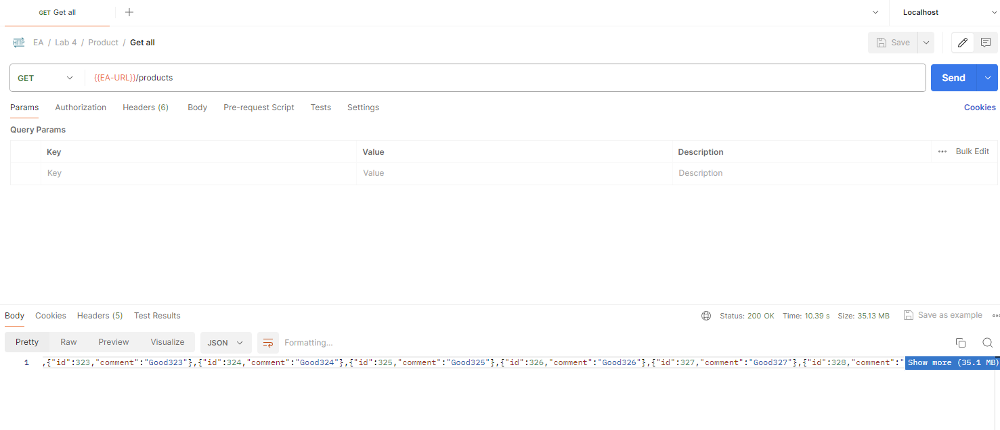 GET Get all
Localhost
HTTP EA / Lab 4 / Product / Get all
Save
GET {{EA-URL}}/products Send
Params Authorization Headers (6) Body Pre-request Script Tests Settings Cookies
Query Params
Key Value Description ••• Bulk Edit
Key Value Description
Body Cookies Headers (5) Test Results Status: 200 OK Time: 10.39 s Size: 35.13 MB Save as example
Pretty Raw Preview Visualize JSON Formatting...
1 ,{"id":323,"comment":"Good323"},{"id":324,"comment":"Good324"},{"id":325,"comment":"Good325"},{"id":326,"comment":"Good326"},{"id":327,"comment":"Good327"},{"id":328,"comment":" Show more (35.1 MB)